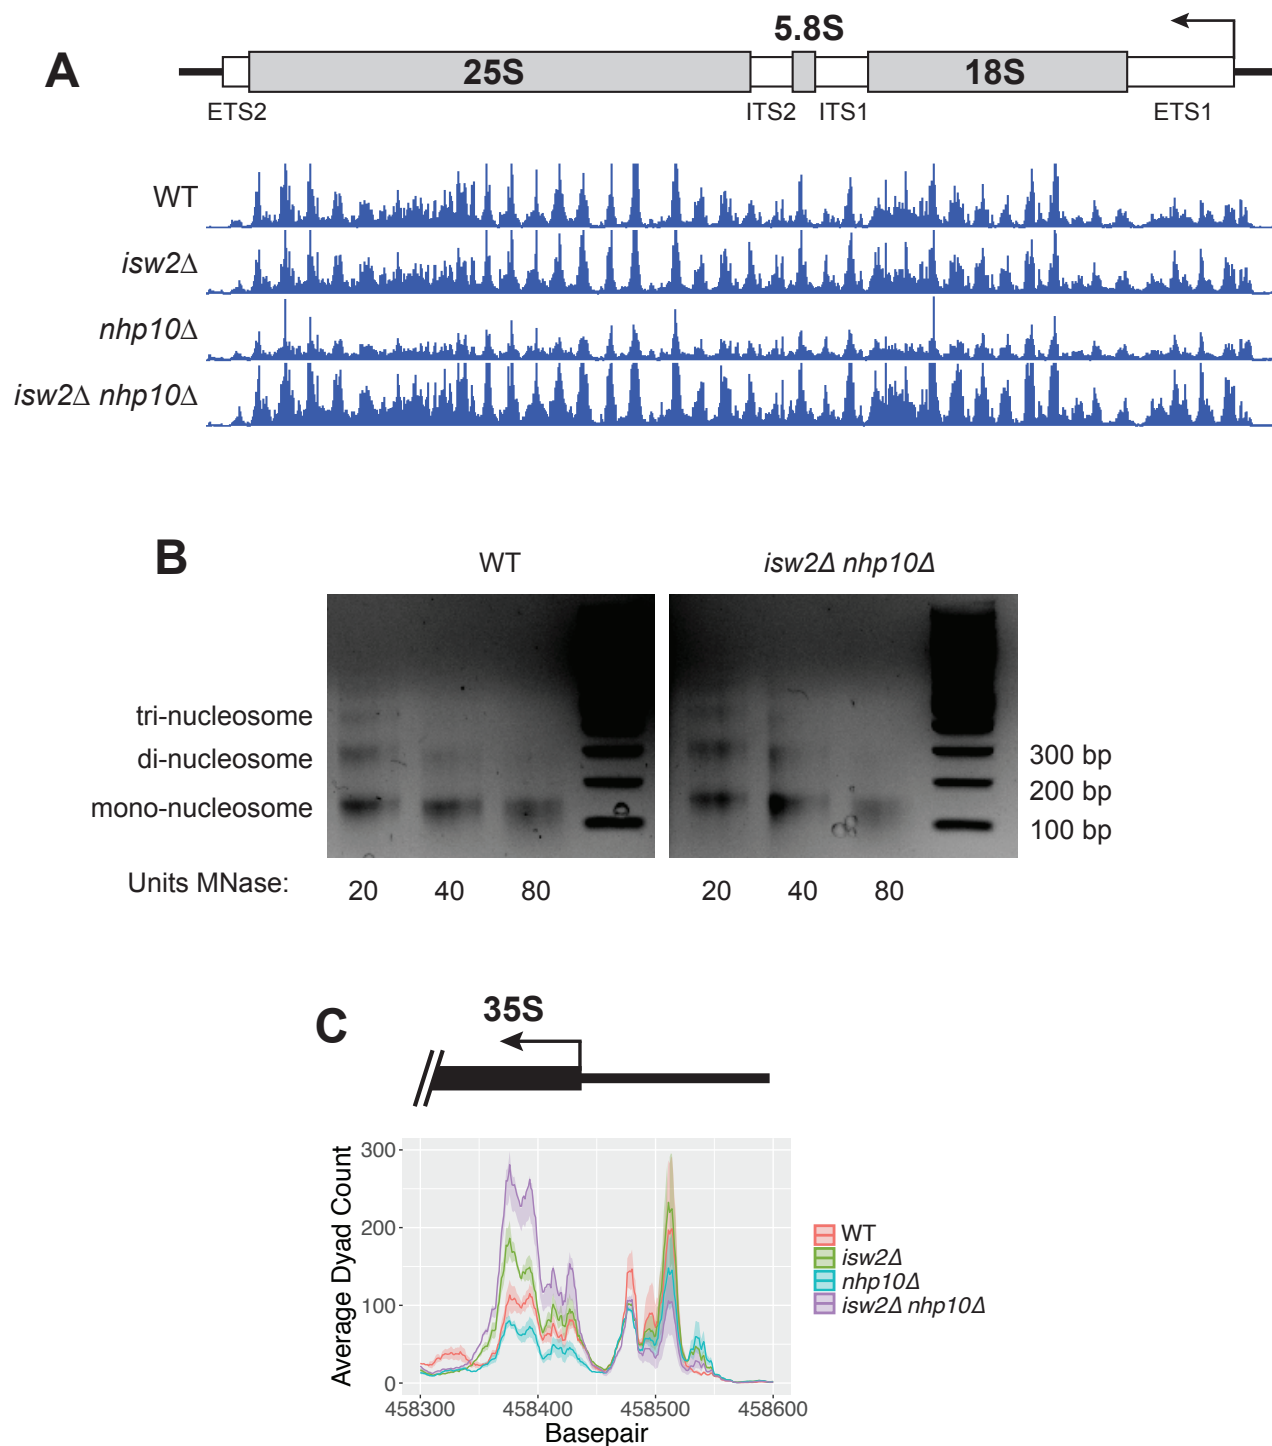 A
5.8S
25S
18S
ETS2
ITS2
ITS1
ETS1
WT
isw2Δ
nhp10Δ
isw2Δ nhp10Δ
B
WT
isw2Δ nhp10Δ
tri-nucleosome
di-nucleosome
mono-nucleosome
300 bp
200 bp
100 bp
Units MNase:
20
40
80
20
40
80
C
35S
Average Dyad Count
300
200
100
0
458300
458400
458500
458600
Basepair
WT
isw2Δ
nhp10Δ
isw2Δ nhp10Δ